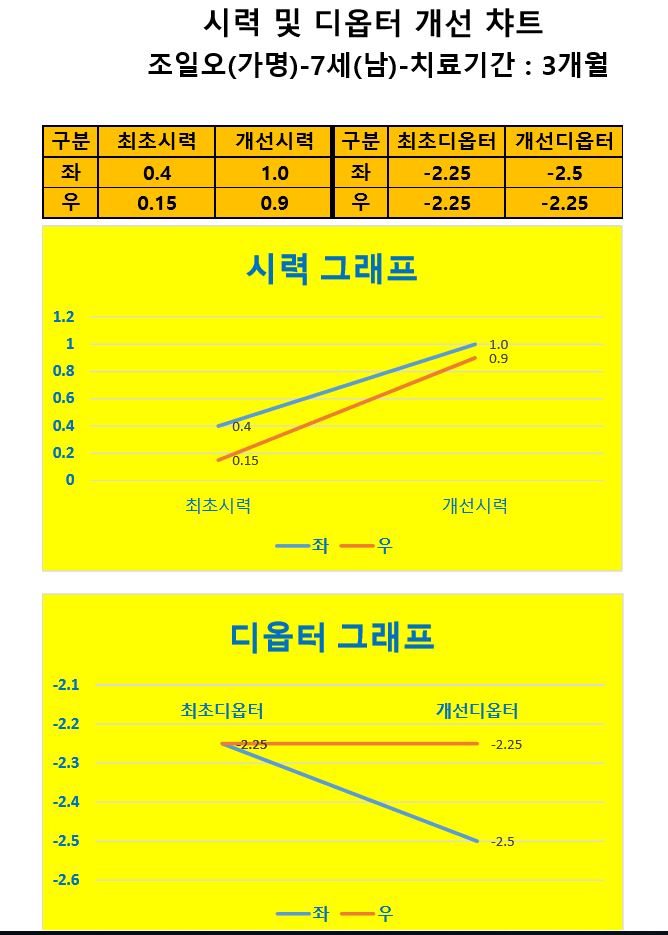 시력 및 디옵터 개선 챠트
조일오(가명)-7세(남)-치료기간 : 3개월
구분 최초시력 개선시력 구분 최초디옵터 개선디옵터
좌 0.4 1.0 좌 -2.25 -2.5
우 0.15 0.9 우 -2.25 -2.25
시력 그래프
1.2
1 1.0
0.8 0.9
0.6
0.4 0.4
0.2 0.15
0
최초시력 개선시력
좌 우
디옵터 그래프
-2.1
최초디옵터 개선디옵터
-2.2
-2.25 -2.25
-2.3
-2.4
-2.5 -2.5
-2.6
좌 우